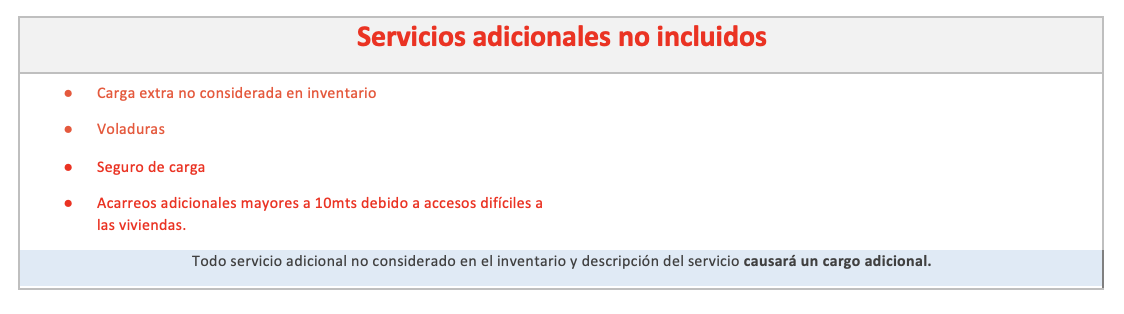 Servicios adicionales no incluidos
● Carga extra no considerada en inventario
● Voladuras
● Seguro de carga
● Acarreos adicionales mayores a 10mts debido a accesos difíciles a
las viviendas.
Todo servicio adicional no considerado en el inventario y descripción del servicio causará un cargo adicional.